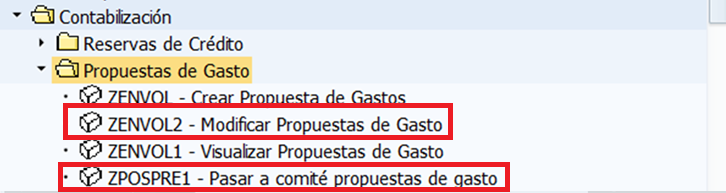 Contabilización
Reservas de Crédito
Propuestas de Gasto
ZENVOL - Crear Propuesta de Gastos
ZENVOL2 - Modificar Propuestas de Gasto
ZENVOL1 - Visualizar Propuestas de Gasto
ZPOSPRE1 - Pasar a comité propuestas de gasto